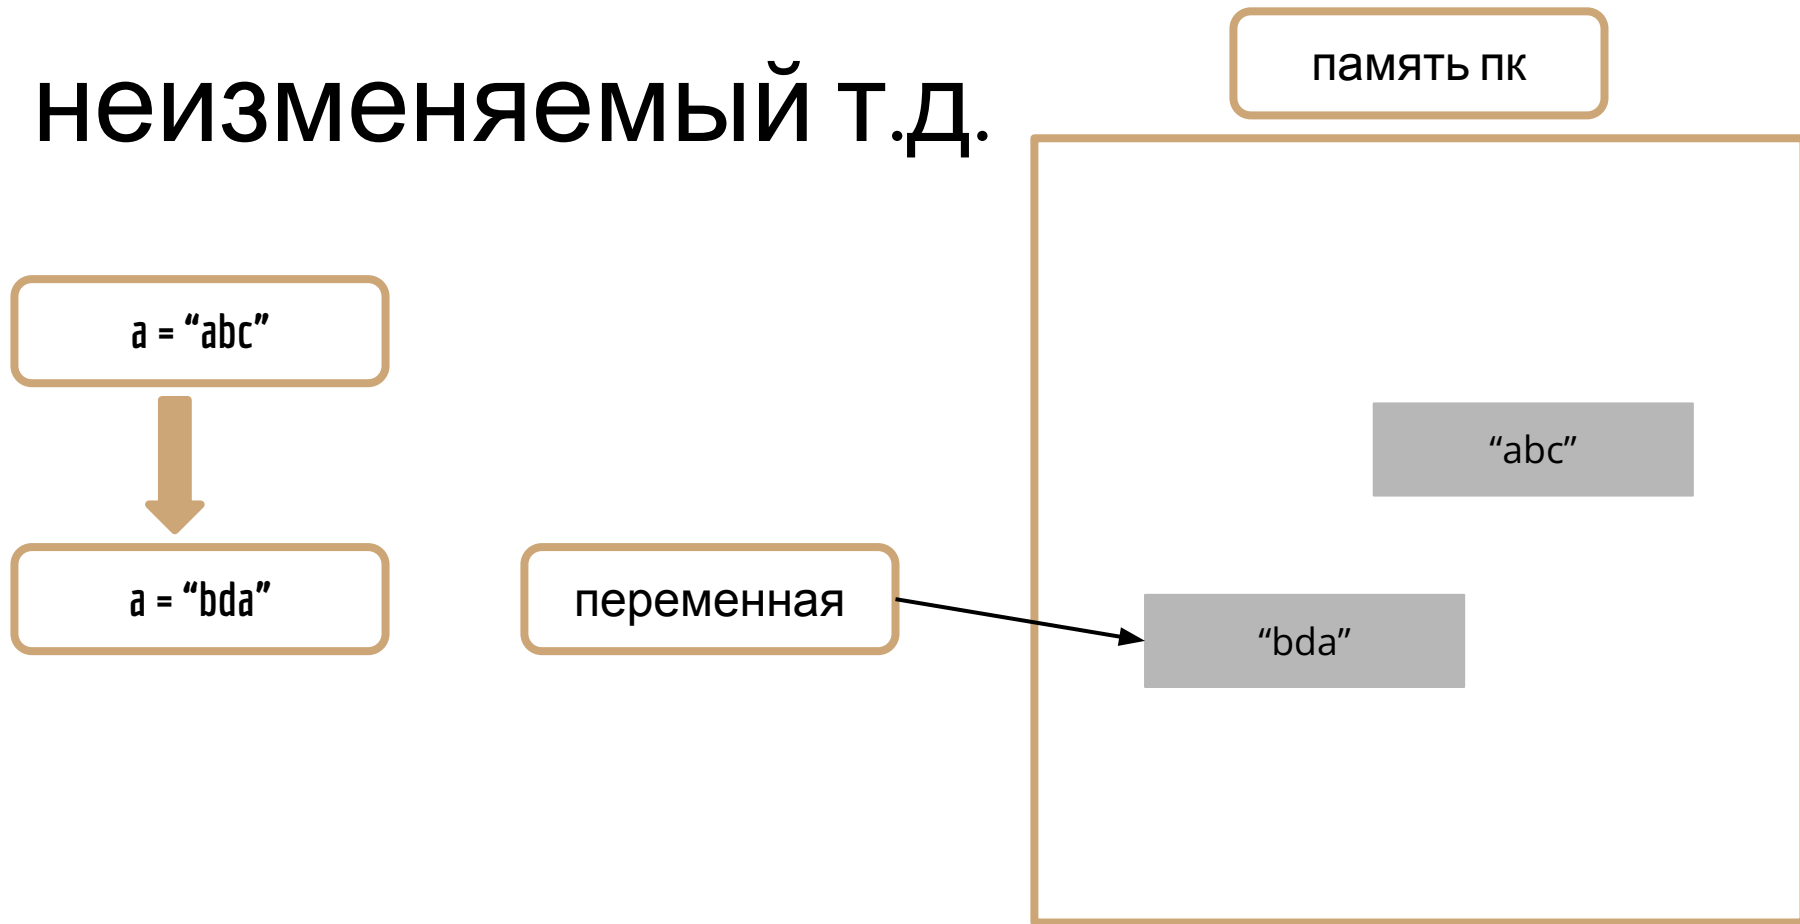 неизменяемый т.д.
память пк
a = “abc”
“abc”
a = “bda”
переменная
“bda”